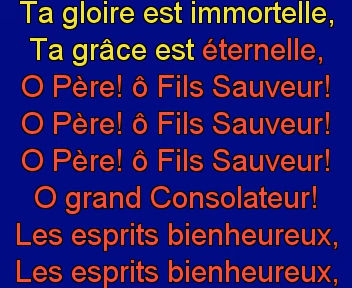 Ta gloire est immortelle,
Ta grâce est éternelle,
O Père! ô Fils Sauveur!
O Père! ô Fils Sauveur!
O Père! ô Fils Sauveur!
O grand Consolateur!
Les esprits bienheureux,
Les esprits bienheureux,